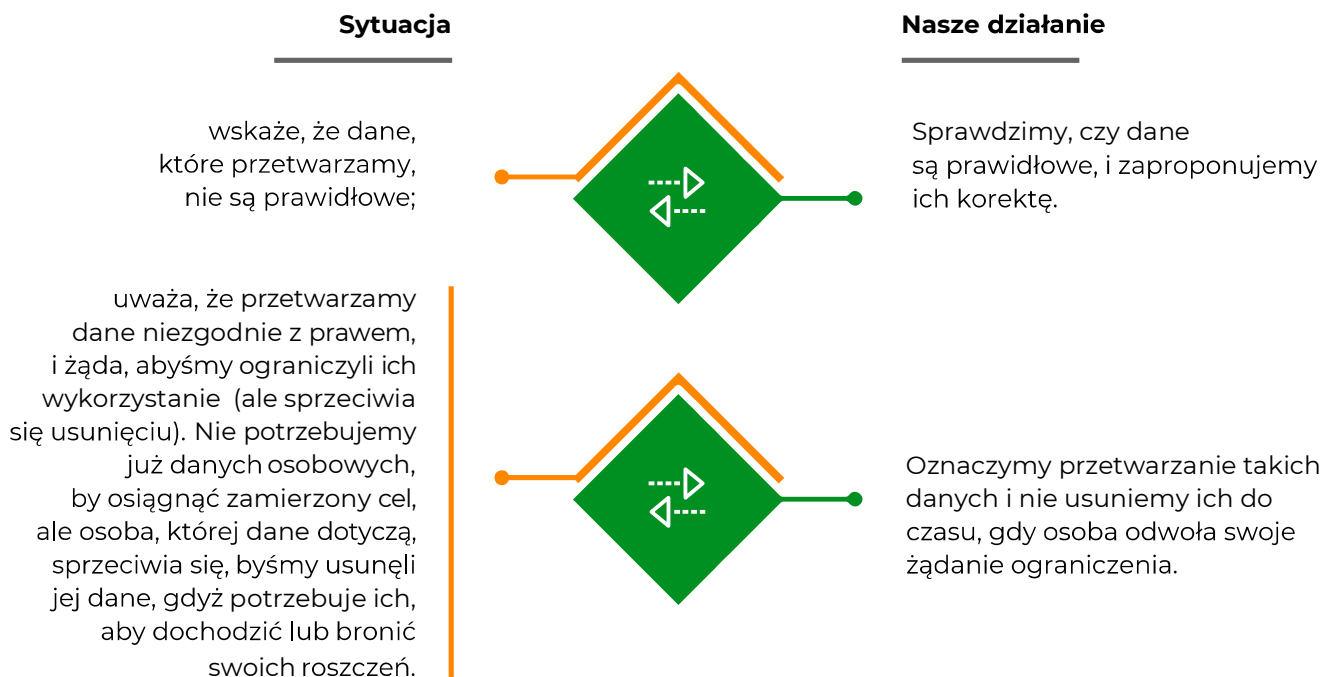 Sytuacja
Nasze działanie
wskaże, że dane,
które przetwarzamy,
nie są prawidłowe;
Sprawdzimy, czy dane
są prawidłowe, i zaproponujemy
ich korektę.
uważa, że przetwarzamy
dane niezgodnie z prawem,
i żąda, abyśmy ograniczyli ich
wykorzystanie (ale sprzeciwia
się usunięciu). Nie potrzebujemy
już danych osobowych,
by osiągnąć zamierzony cel,
ale osoba, której dane dotyczą,
sprzeciwia się, byśmy usunęli
jej dane, gdyż potrzebuje ich,
aby dochodzić lub bronić
swoich roszczeń.
Oznaczymy przetwarzanie takich
danych i nie usuniemy ich do
czasu, gdy osoba odwoła swoje
żądanie ograniczenia.